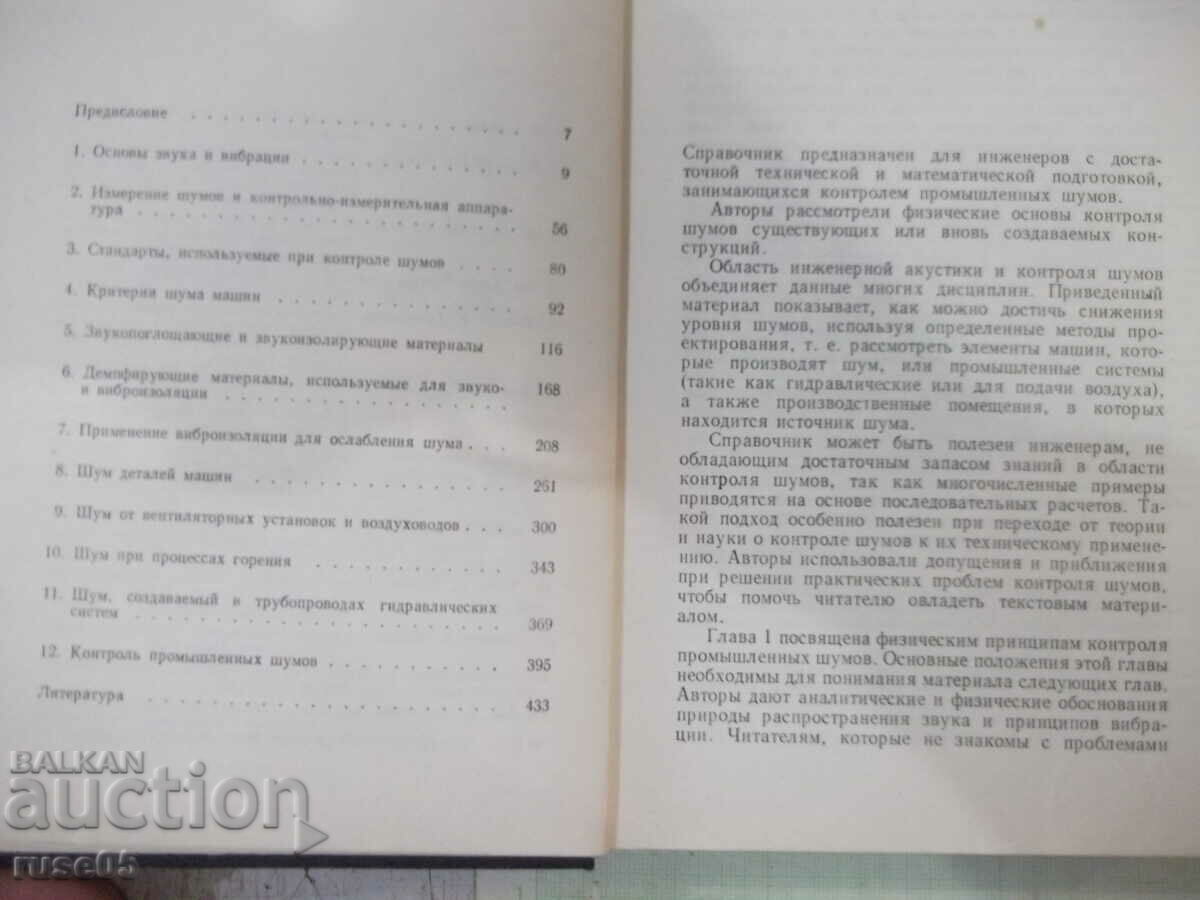 Предисловие . . . . . . . . . . . . . . . . . . 7
1. Основы звука и вибрации . . . . . . . . . . . . 9
2. Измерение шумов и контрольно-измерительная аппара-
тура . . . . . . . . . . . . . . . . . . . . 56
3. Стандарты, используемые при контроле шумов . . . . 80
4. Критерии шума машин . . . . . . . . . . . . . 92
5. Звукопоглощающие и звукоизолирующие материалы 116
6. Демпфирующие материалы, используемые для звуко-
и виброизоляции . . . . . . . . . . . . . . . 168
7. Применение виброизоляции для ослабления шума . . . 208
8. Шум деталей машин . . . . . . . . . . . . . . 261
9. Шум от вентиляторных установок и воздуховодов . . . 300
10. Шум при процессах горения . . . . . . . . . . . 343
11. Шум, создаваемый в трубопроводах гидравлических
систем . . . . . . . . . . . . . . . . . . . 369
12. Контроль промышленных шумов . . . . . . . . . 395
Литература . . . . . . . . . . . . . . . . . . 433
Справочник предназначен для инженеров с доста-
точной технической и математической подготовкой,
занимающихся контролем промышленных шумов.
Авторы рассмотрели физические основы контроля
шумов существующих или вновь создаваемых кон-
струкций.
Область инженерной акустики и контроля шумов
объединяет данные многих дисциплин. Приведенный
материал показывает, как можно достичь снижения
уровня шумов, используя определенные методы про-
ектирования, т. е. рассмотреть элементы машин, кото-
рые производят шум, или промышленные системы
(такие как гидравлические или для подачи воздуха),
а также производственные помещения, в которых
находится источник шума.
Справочник может быть полезен инженерам, не
обладающим достаточным запасом знаний в области
контроля шумов, так как многочисленные примеры
приводятся на основе последовательных расчетов. Та-
кой подход особенно полезен при переходе от теории
и науки о контроле шумов к их техническому примене-
нию. Авторы использовали допущения и приближения
при решении практических проблем контроля шумов,
чтобы помочь читателю овладеть текстовым матери-
алом.
Глава 1 посвящена физическим принципам контроля
промышленных шумов. Основные положения этой главы
необходимы для понимания материала следующих глав.
Авторы дают аналитические и физические обоснования
природы распространения звука и принципов вибра-
ции. Читателям, которые не знакомы с проблемами
BALKAN
auction
ruse05